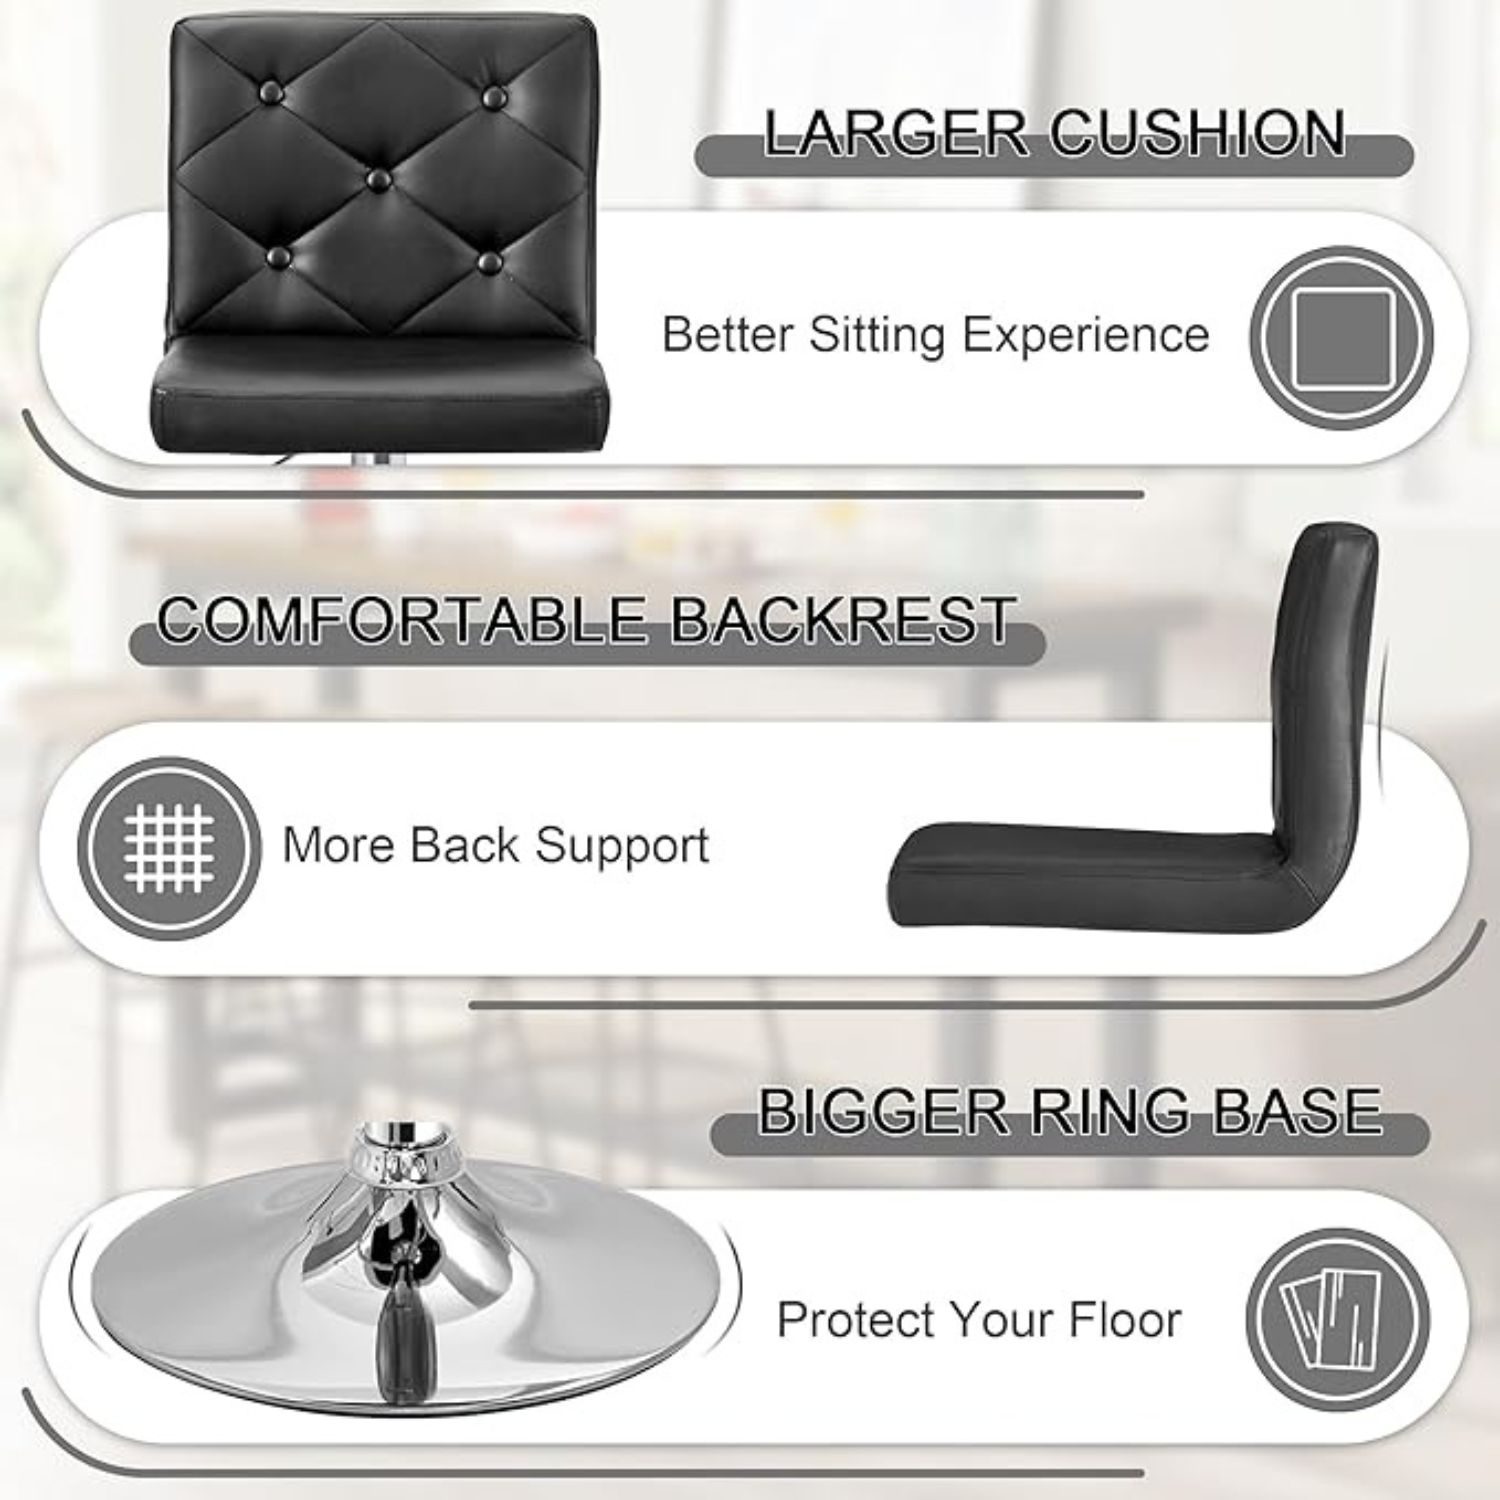 LARGER CUSHION
Better Sitting Experience
COMFORTABLE BACKREST
More Back Support
BIGGER RING BASE
Protect Your Floor